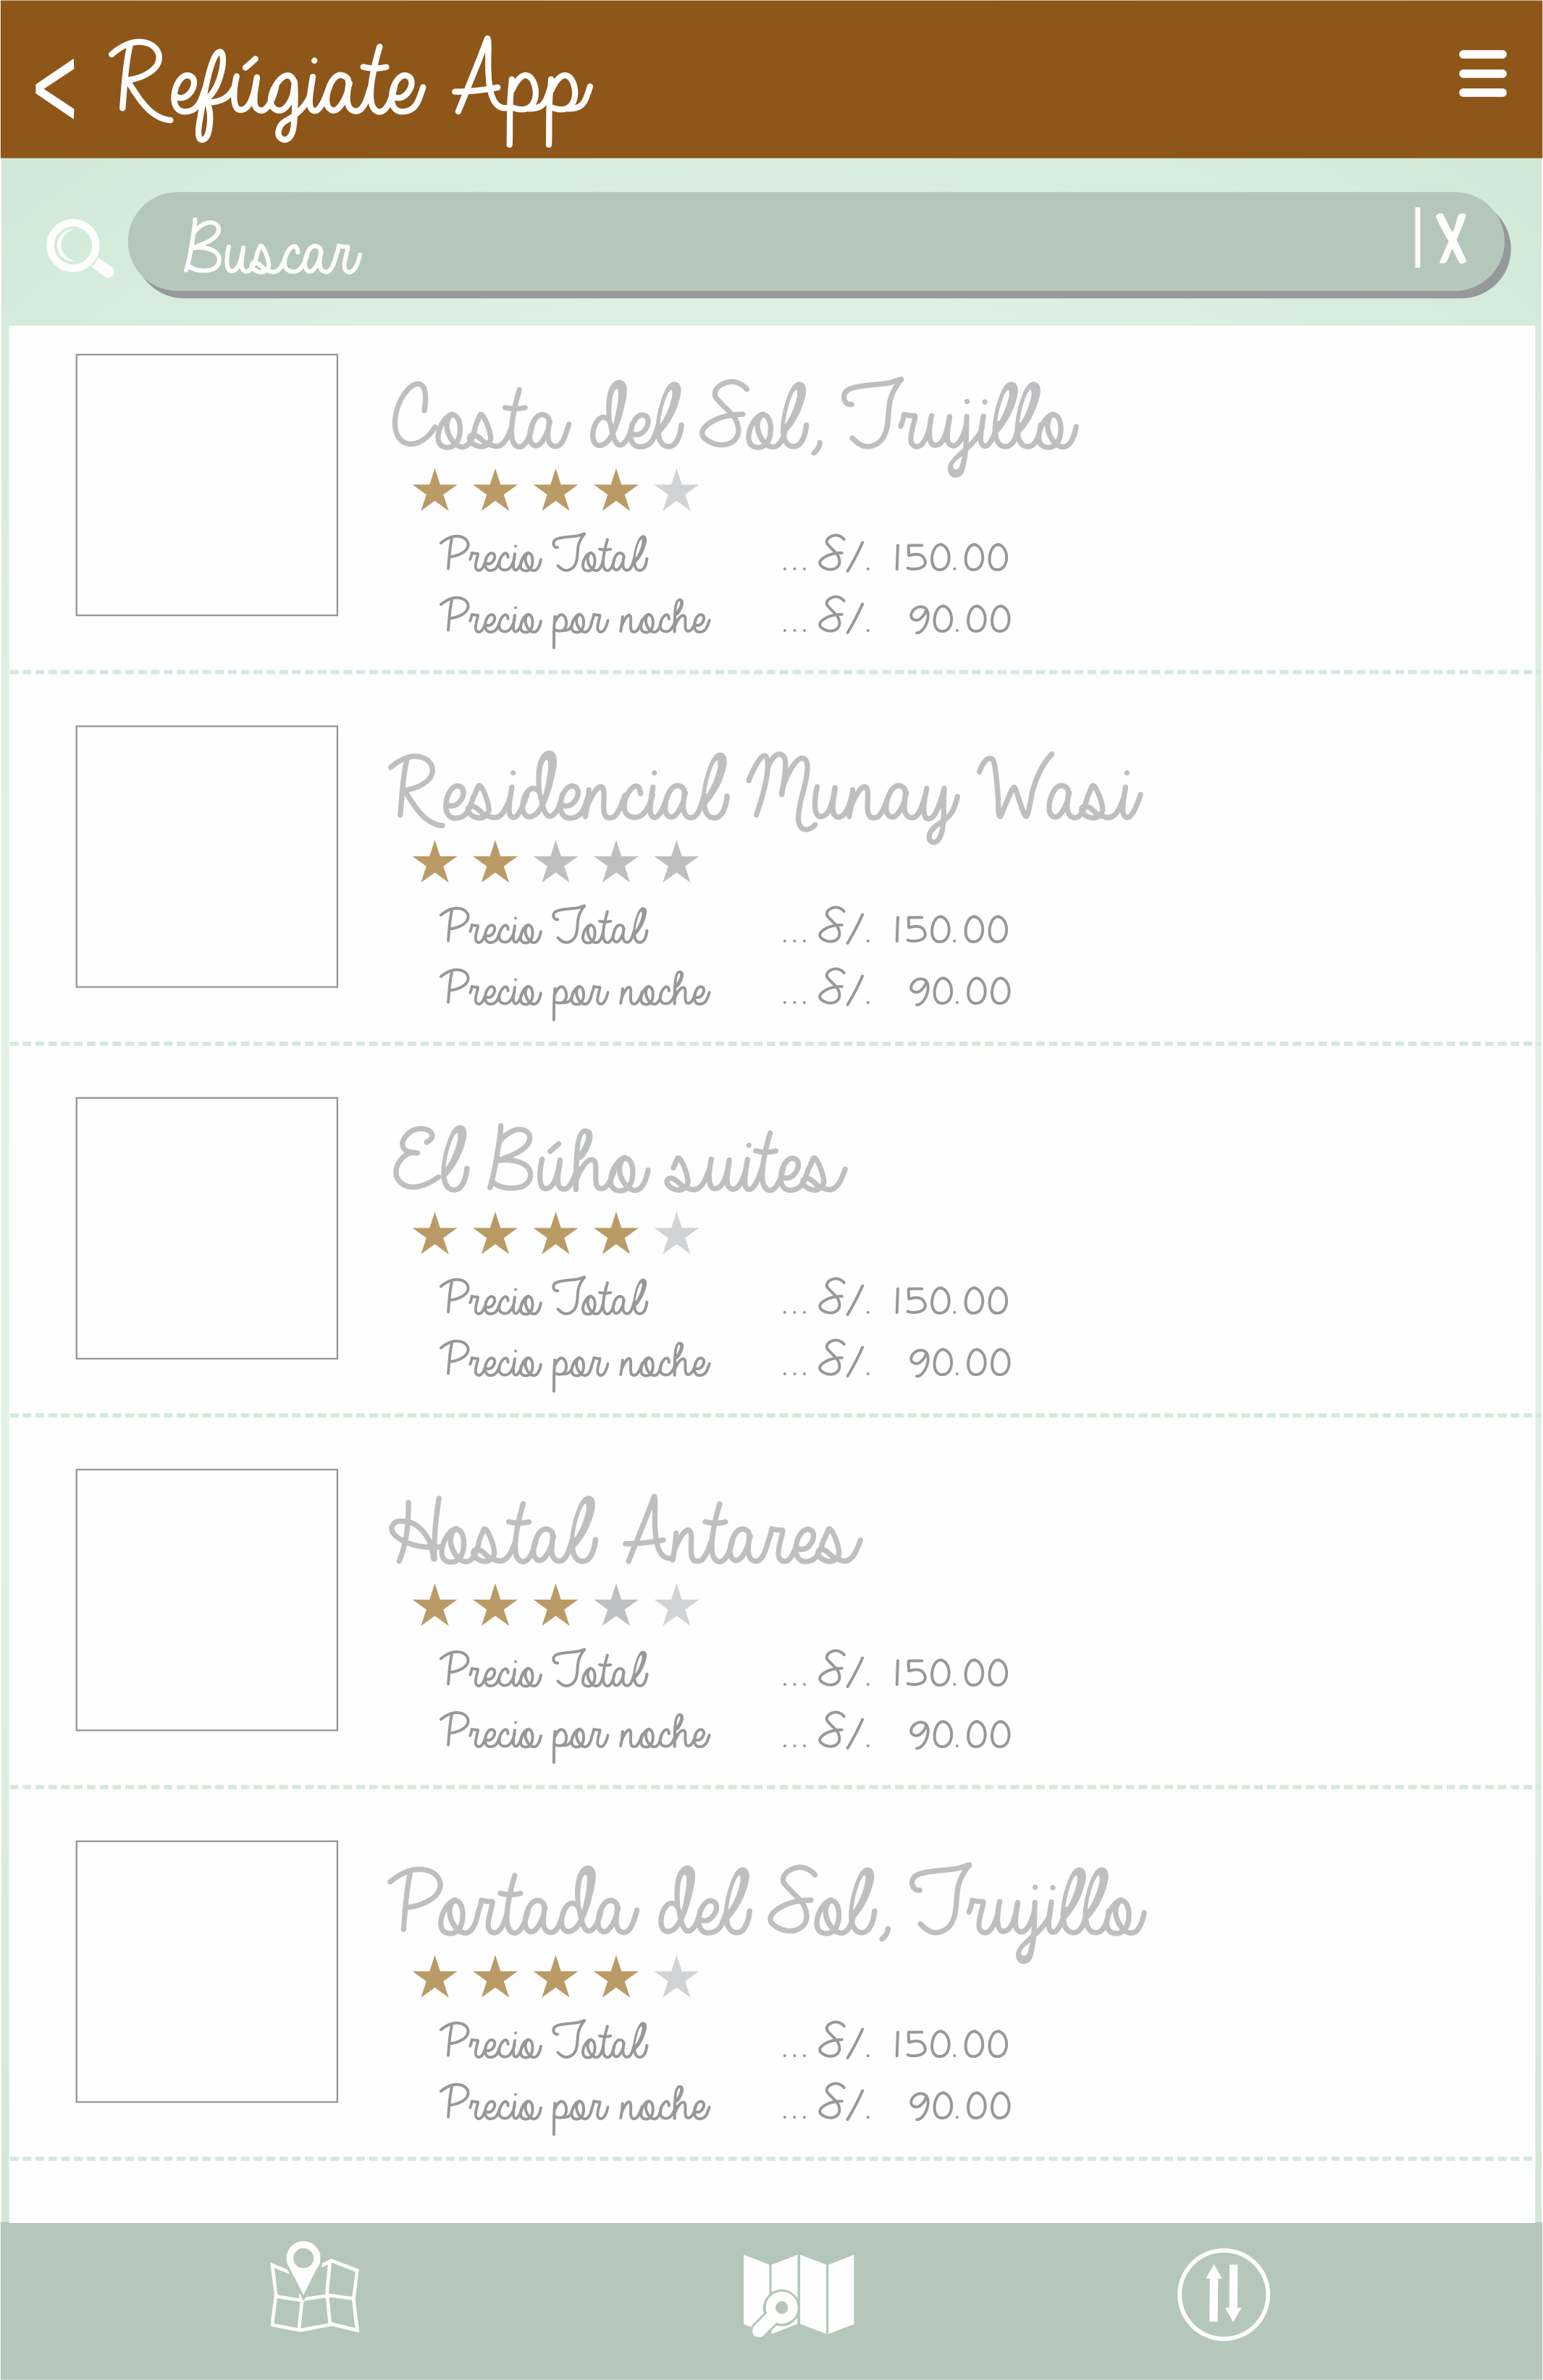 < Refúgiate App
Buscar | X
Costa del Sol, Trujillo
Precio Total ... S/. 150.00
Precio por noche ... S/. 90.00
Residencial Munay Wasi
Precio Total ... S/. 150.00
Precio por noche ... S/. 90.00
El Búho suites
Precio Total ... S/. 150.00
Precio por noche ... S/. 90.00
Hostal Antares
Precio Total ... S/. 150.00
Precio por noche ... S/. 90.00
Portada del Sol, Trujillo
Precio Total ... S/. 150.00
Precio por noche ... S/. 90.00